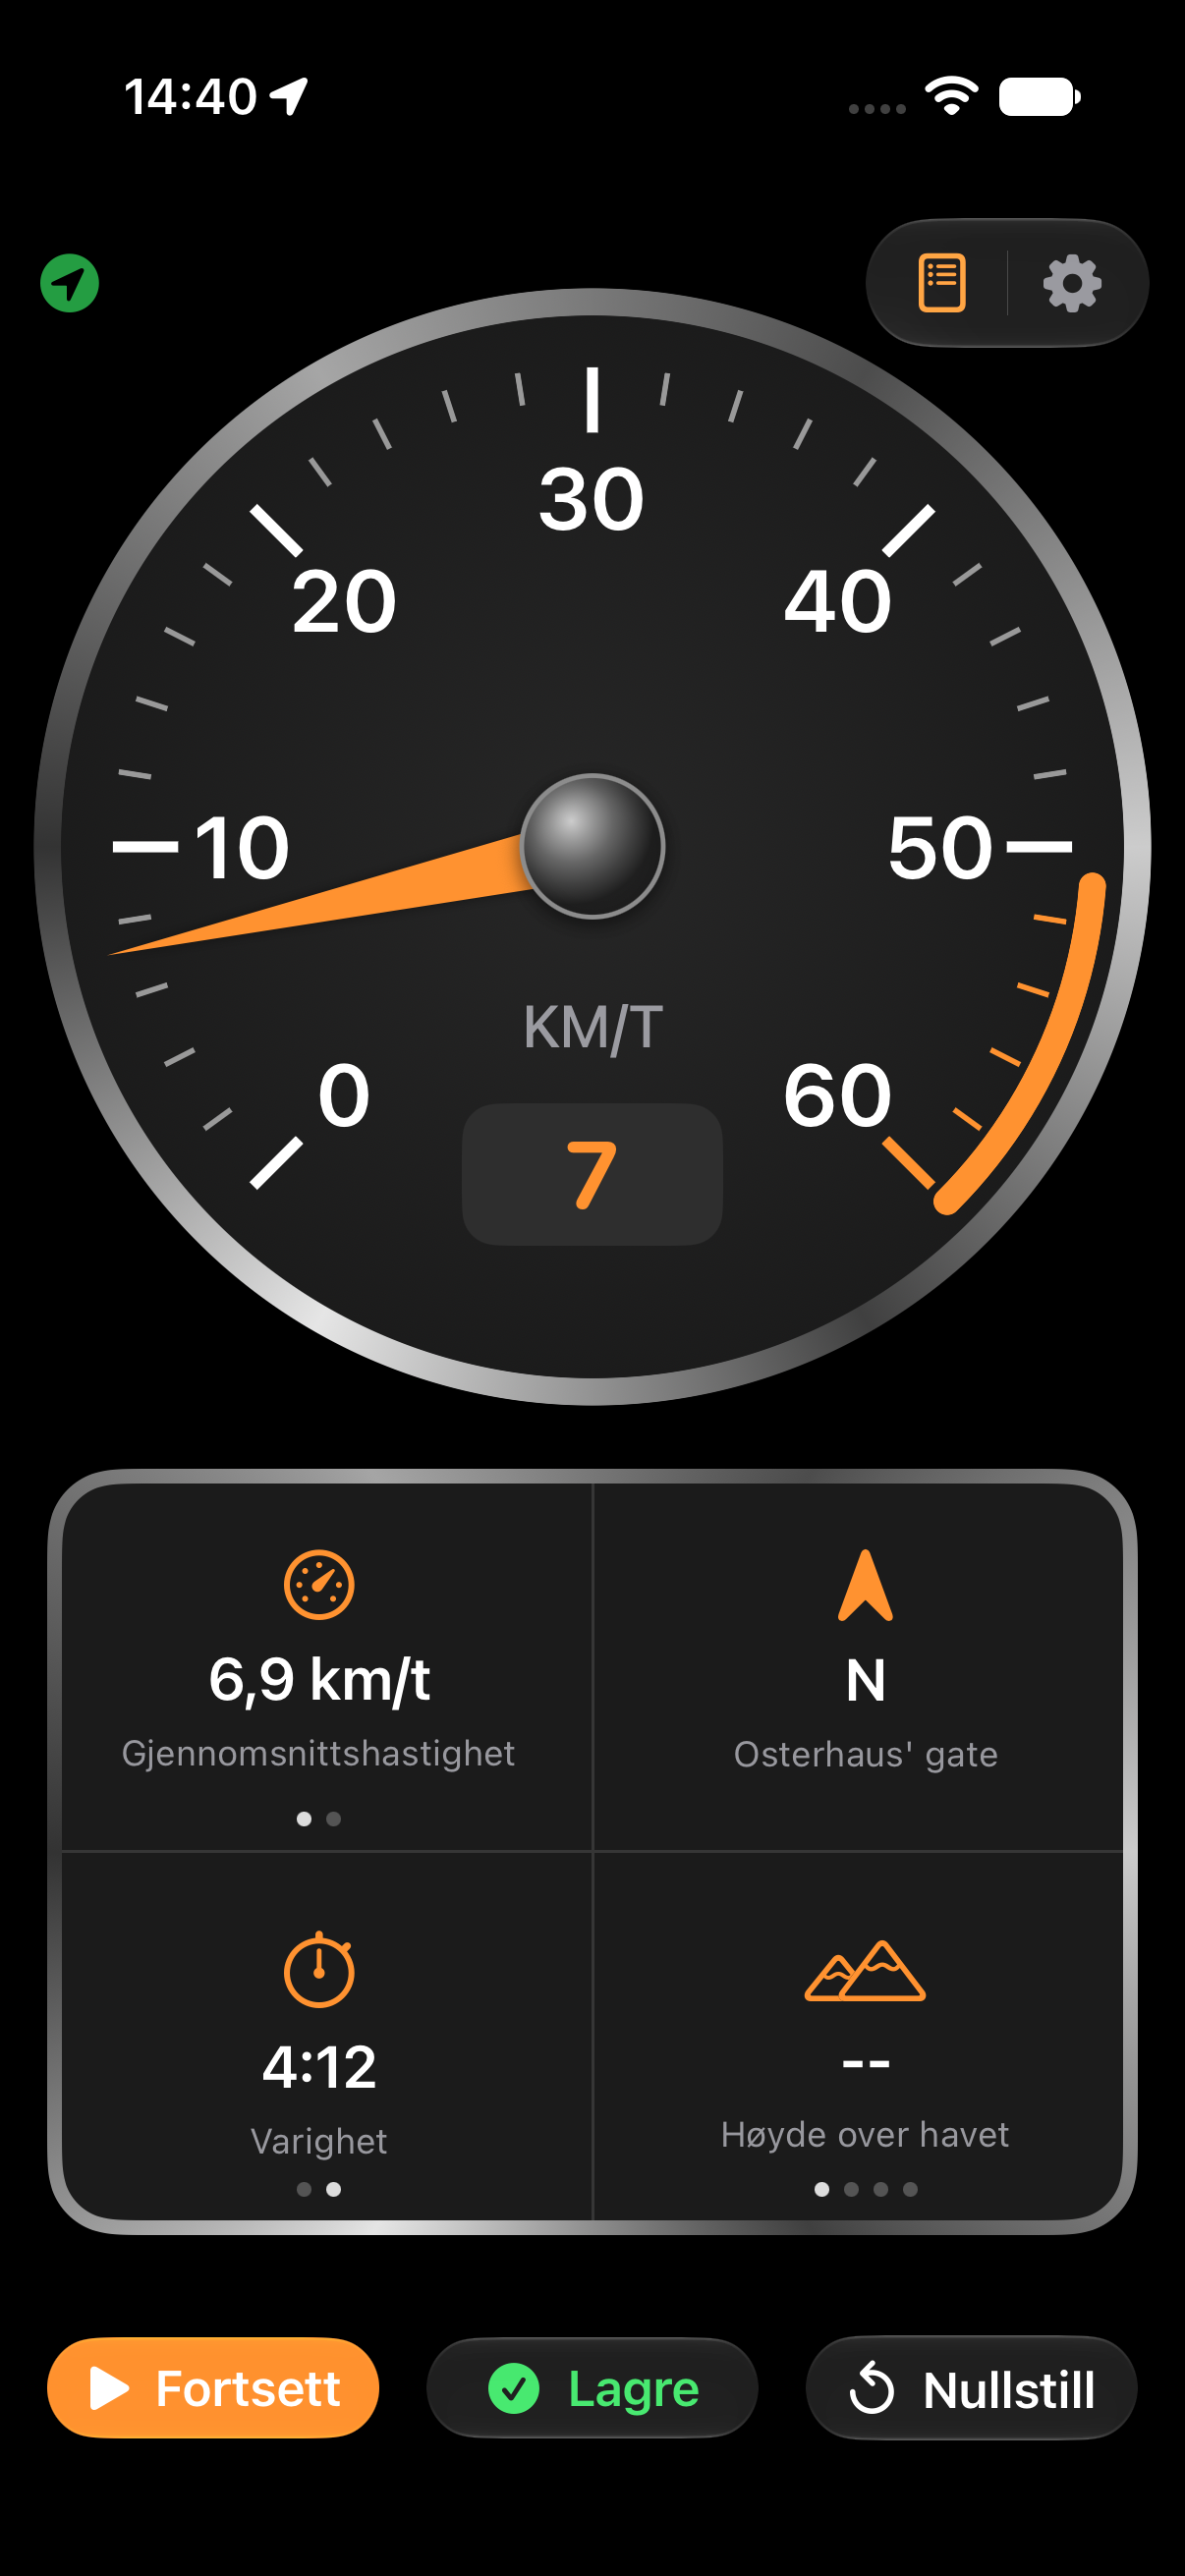 14:40
30
20
40
10
50
KM/T
0
60
7
6,9 km/t
Gjennomsnittshastighet
N
Osterhaus' gate
4:12
Varighet
--
Høyde over havet
Fortsett
Lagre
Nullstill